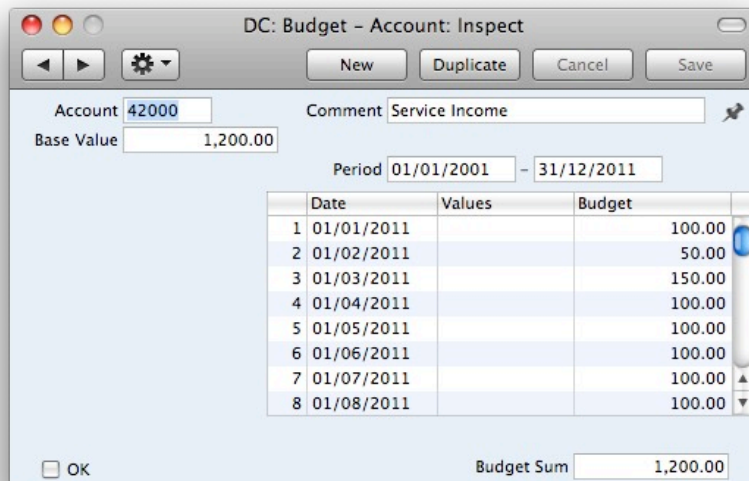 DC: Budget – Account: Inspect
New Duplicate Cancel Save
Account 42000 Comment Service Income
Base Value 1,200.00
Period 01/01/2001 – 31/12/2011
Date Values Budget
1 01/01/2011 100.00
2 01/02/2011 50.00
3 01/03/2011 150.00
4 01/04/2011 100.00
5 01/05/2011 100.00
6 01/06/2011 100.00
7 01/07/2011 100.00
8 01/08/2011 100.00
OK Budget Sum 1,200.00